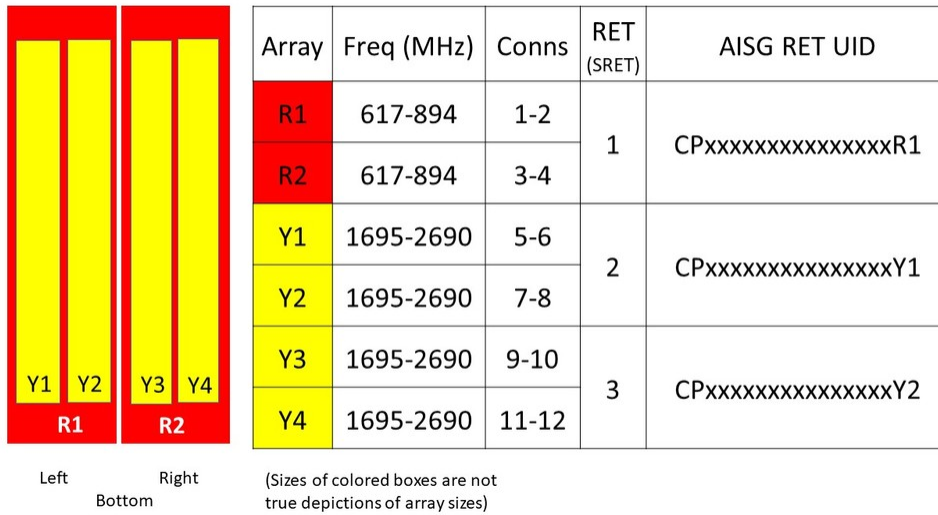 Y1 Y2 Y3 Y4
R1 R2
Left Right
Bottom
Array Freq (MHz) Conns RET (SRET) AISG RET UID
R1 617-894 1-2 1 CPxxxxxxxxxxxxxxxR1
R2 617-894 3-4
Y1 1695-2690 5-6 2 CPxxxxxxxxxxxxxxxY1
Y2 1695-2690 7-8
Y3 1695-2690 9-10 3 CPxxxxxxxxxxxxxxxY2
Y4 1695-2690 11-12
(Sizes of colored boxes are not
true depictions of array sizes)